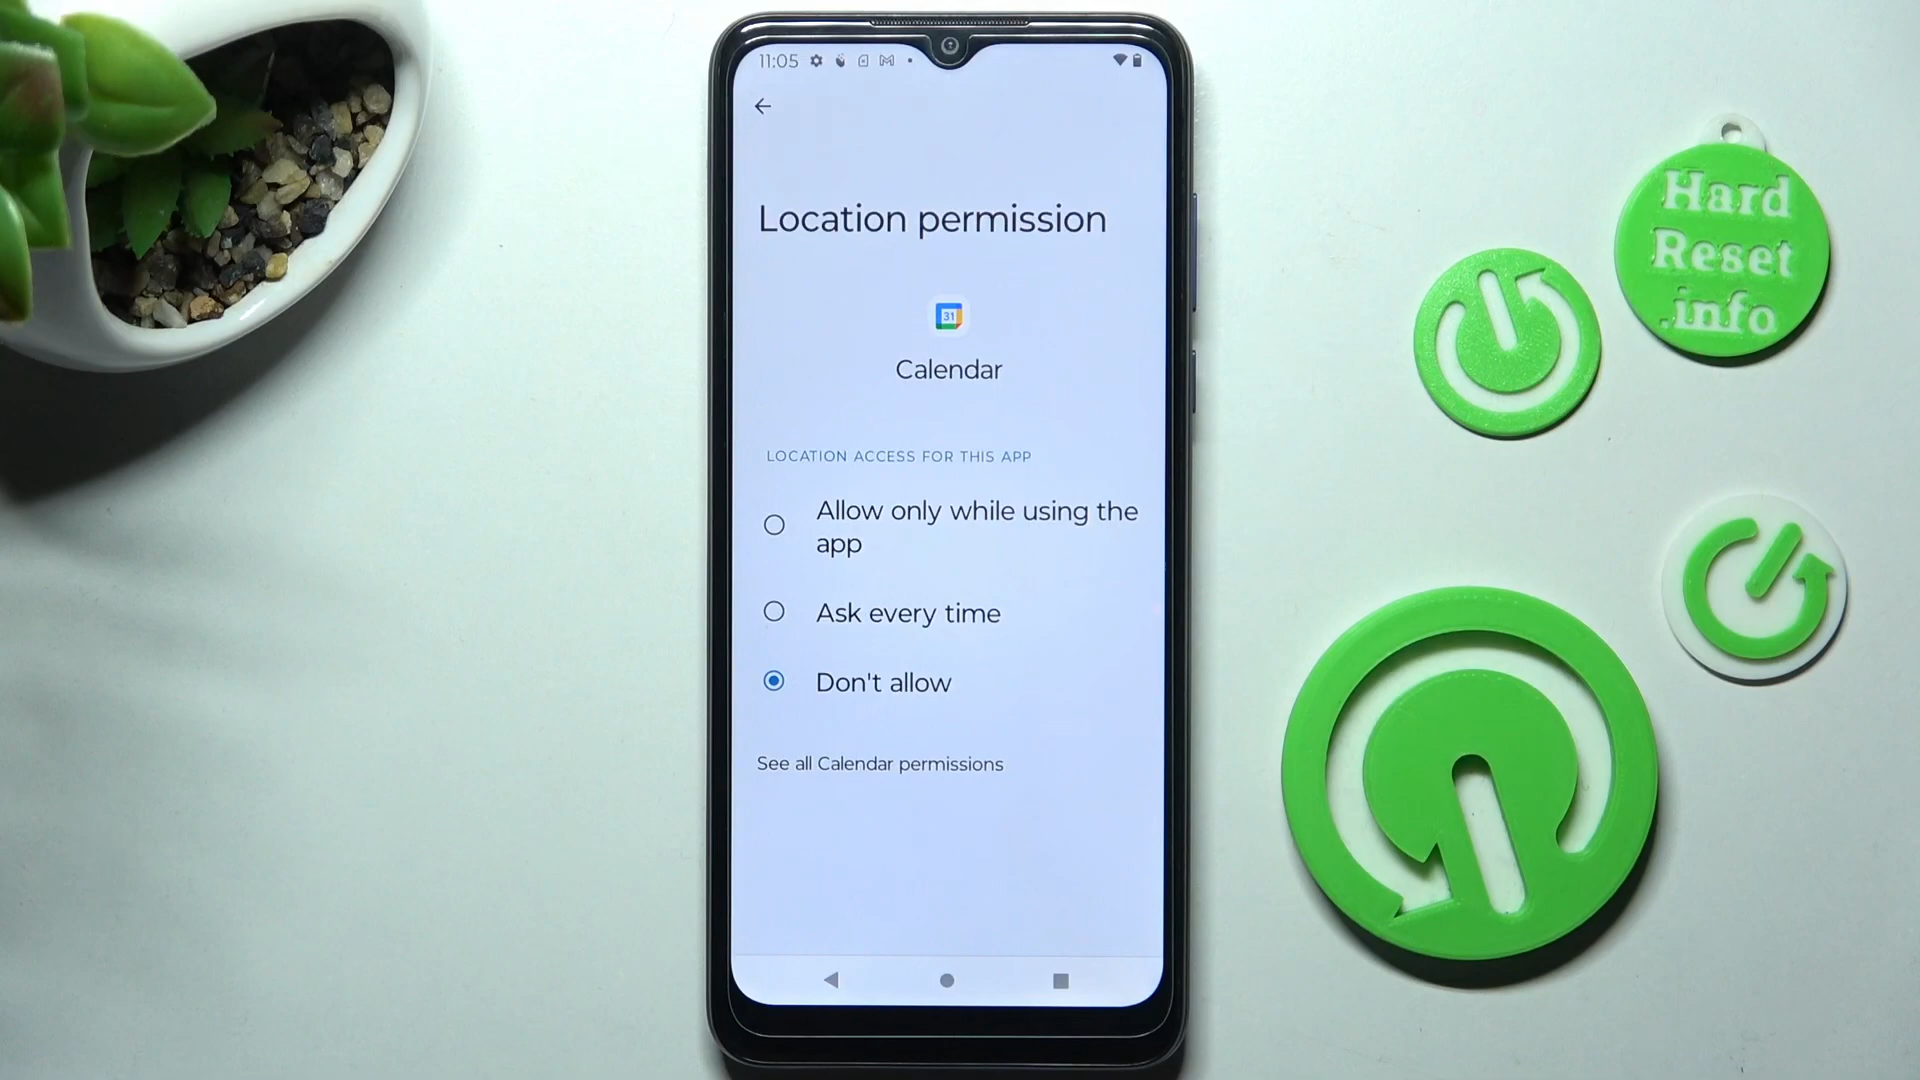 11:05
Location permission
31
Calendar
LOCATION ACCESS FOR THIS APP
Allow only while using the
app
Ask every time
Don't allow
See all Calendar permissions
Hard
Reset
.info